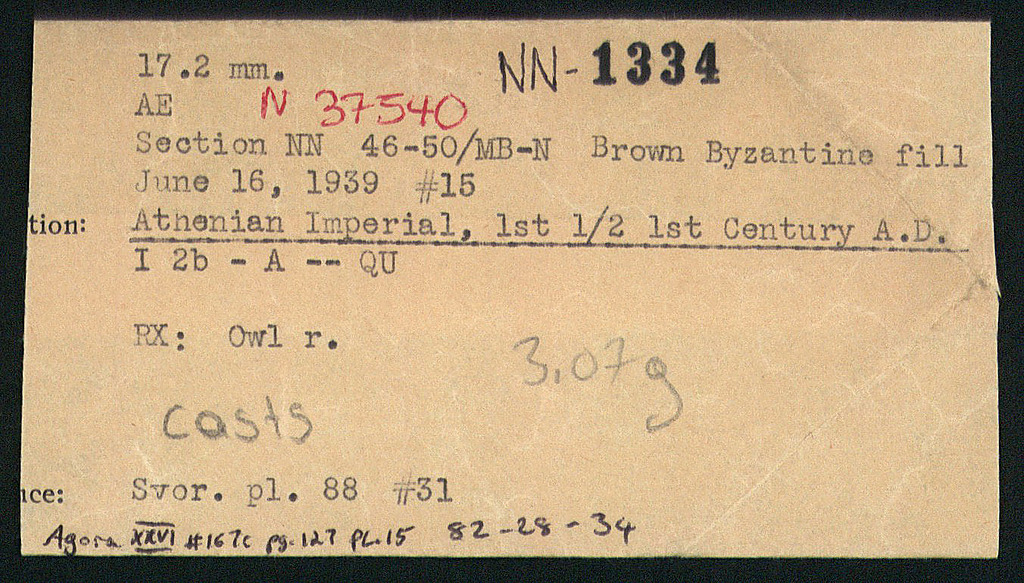 17.2 mm. NN-1334
AE N 37540
Section NN 46-50/MB-N Brown Byzantine fill
June 16, 1939 #15
tion: Athenian Imperial, 1st 1/2 1st Century A.D.
I 2b - A -- QU
RX: Owl r.
3.07g
casts
ce: Svor. pl. 88 #31
Agora XXVI #167c pg. 127 PL. 15 82-28-34